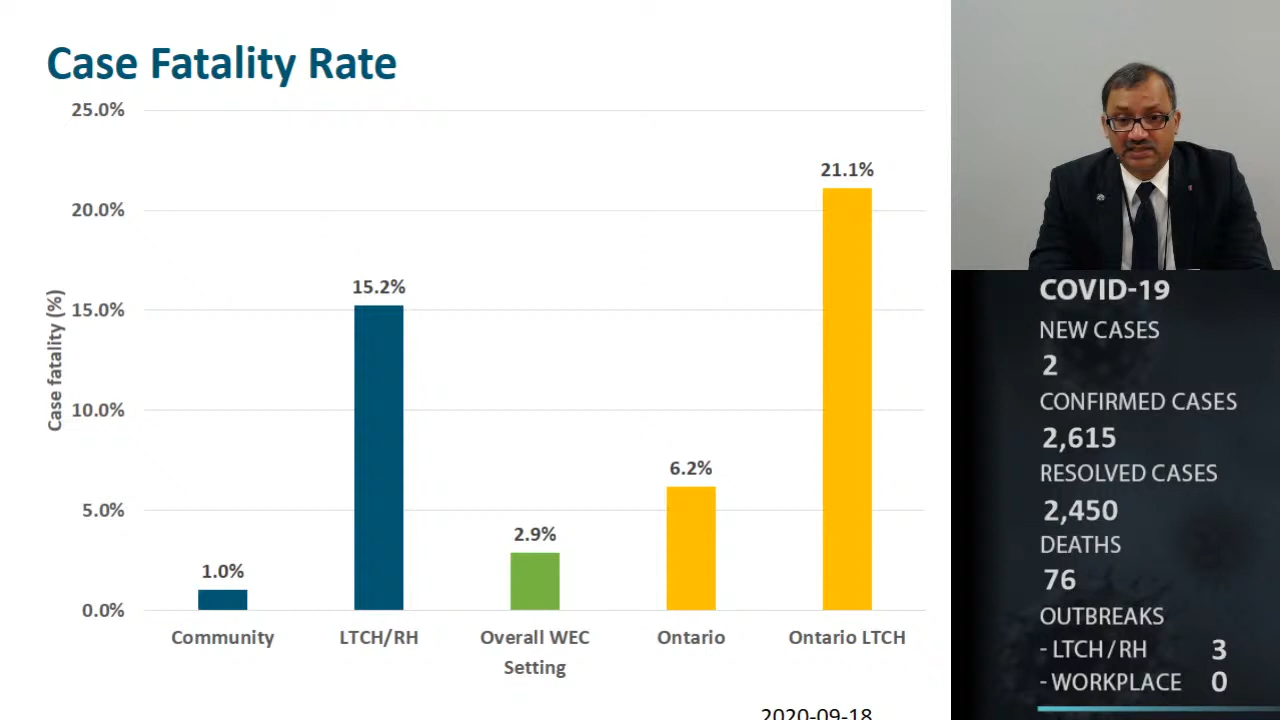 Case Fatality Rate
25.0%
20.0%
15.0%
10.0%
5.0%
0.0%
Case fatality (%)
1.0%
15.2%
2.9%
6.2%
21.1%
Community
LTCH/RH
Overall WEC
Ontario
Ontario LTCH
Setting
2020-09-18
COVID-19
NEW CASES
2
CONFIRMED CASES
2,615
RESOLVED CASES
2,450
DEATHS
76
OUTBREAKS
- LTCH / RH 3
- WORKPLACE 0